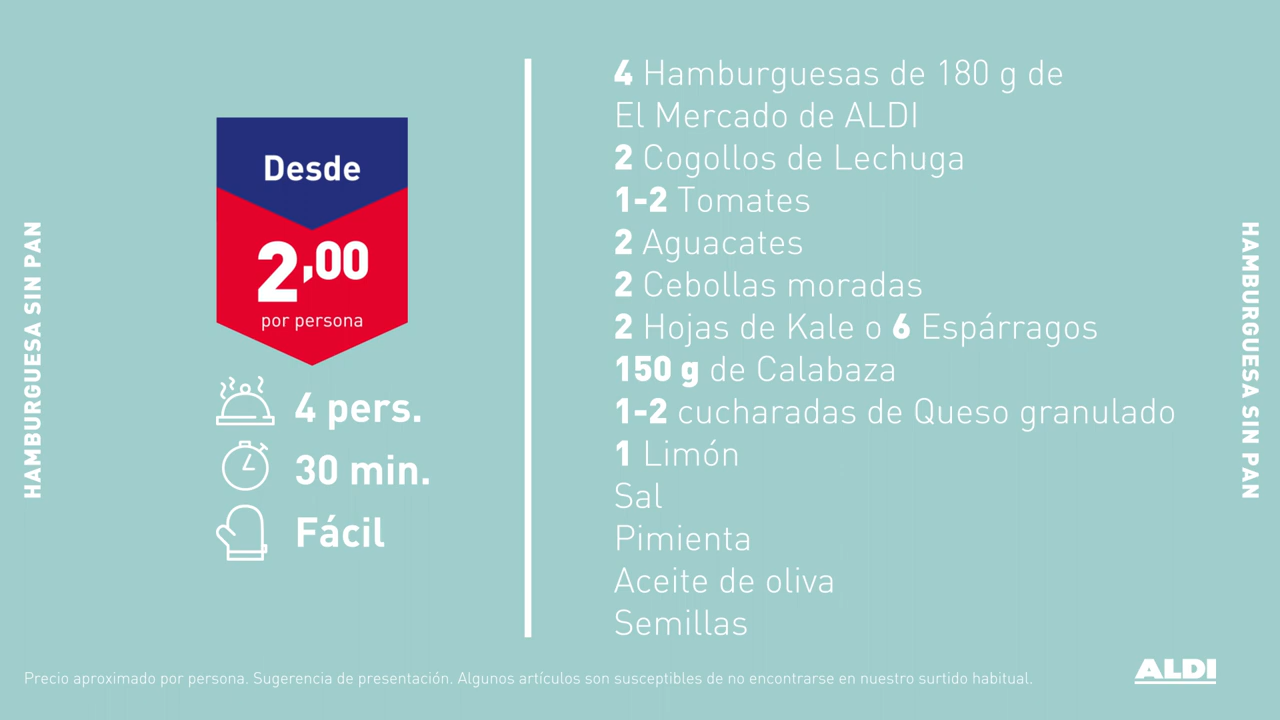 HAMBURGUESA SIN PAN
Desde
2,00
por persona
4 pers.
30 min.
Fácil
4 Hamburguesas de 180 g de
El Mercado de ALDI
2 Cogollos de Lechuga
1-2 Tomates
2 Aguacates
2 Cebollas moradas
2 Hojas de Kale o 6 Espárragos
150 g de Calabaza
1-2 cucharadas de Queso granulado
1 Limón
Sal
Pimienta
Aceite de oliva
Semillas
HAMBURGUESA SIN PAN
Precio aproximado por persona. Sugerencia de presentación. Algunos artículos son susceptibles de no encontrarse en nuestro surtido habitual.
ALDI